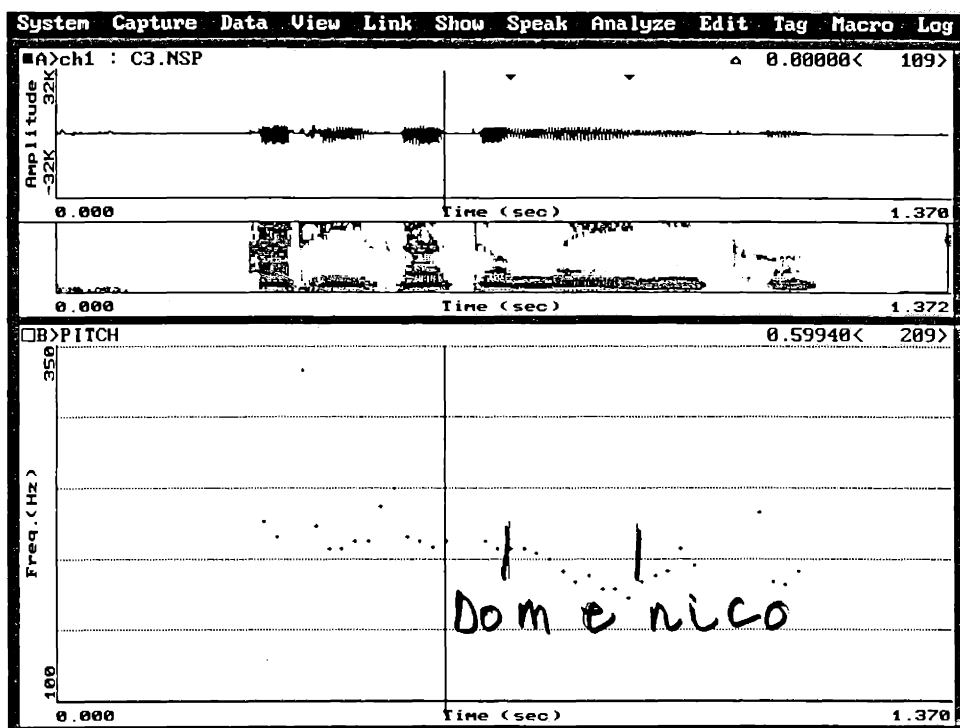 System Capture Data View Link Show Speak Analyze Edit Tag Macro Log
A>ch1 : C3.NSP 0.00000< 109>
32K
Amplitude
-32K
0.000 Time (sec) 1.370
0.000 Time (sec) 1.372
B>PITCH 0.59940< 209>
350
Freq.(Hz)
Dom e nico
100
0.000 Time (sec) 1.370